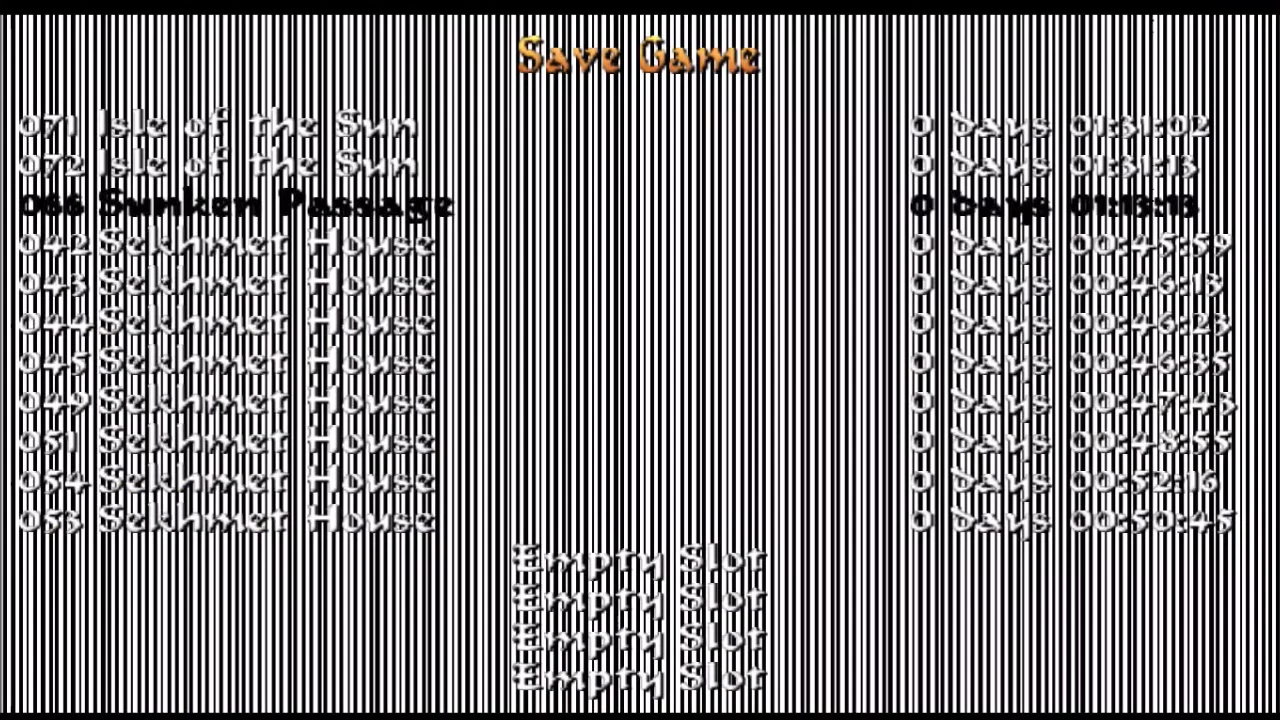 Save Game
071 Isle of the Sun 0 days 01:31:02
072 Isle of the Sun 0 days 01:31:13
066 Sunken Passage 0 days 01:13:13
042 Sekhmet House 0 days 00:45:59
043 Sekhmet House 0 days 00:46:13
044 Sekhmet House 0 days 00:46:23
045 Sekhmet House 0 days 00:46:35
049 Sekhmet House 0 days 00:47:43
051 Sekhmet House 0 days 00:48:55
054 Sekhmet House 0 days 00:52:16
053 Sekhmet House 0 days 00:50:45
Empty Slot
Empty Slot
Empty Slot
Empty Slot